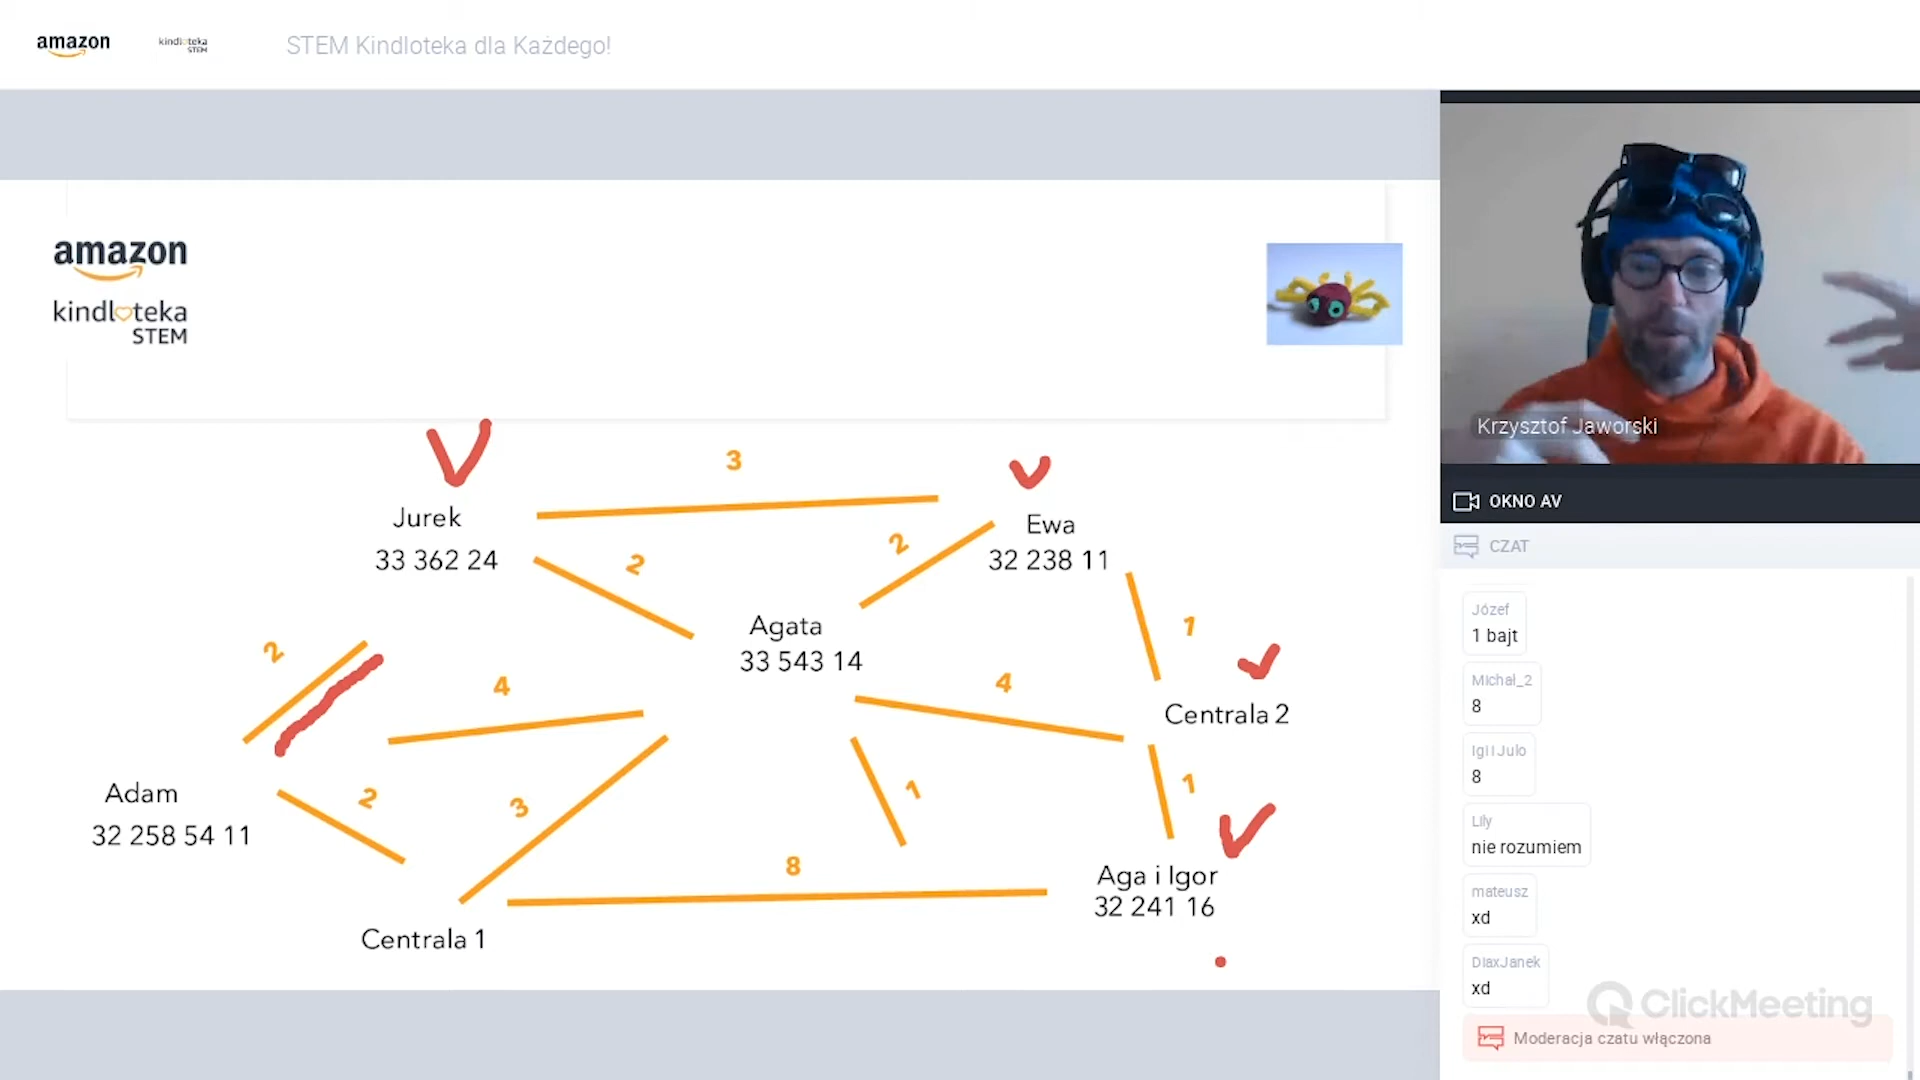 amazon
kindloteka
STEM
STEM Kindloteka dla Każdego!
amazon
kindloteka
STEM
3
Jurek
33 362 24
Ewa
32 238 11
2
2
Agata
33 543 14
1
2
4
4
Centrala 2
Adam
32 258 54 11
2
3
1
1
8
Aga i Igor
32 241 16
Centrala 1
Krzysztof Jaworski
OKNO AV
CZAT
Józef
1 bajt
Michał_2
8
Igi i Julo
8
Lily
nie rozumiem
mateusz
xd
DlaxJanek
xd
ClickMeeting
Moderacja czatu włączona